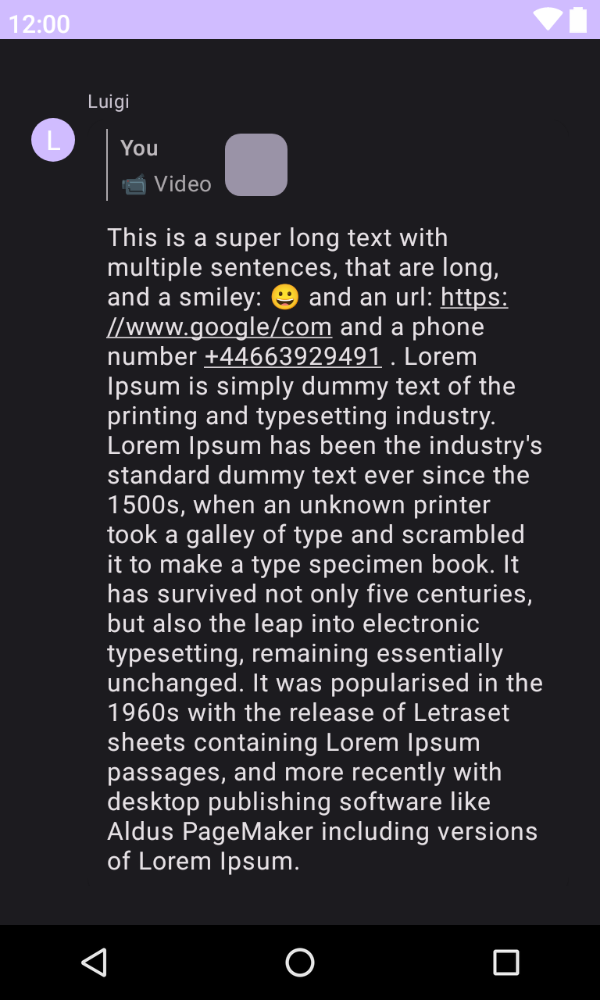 12:00
Luigi
L
You
📹 Video
This is a super long text with
multiple sentences, that are long,
and a smiley: 😀 and an url: https:
//www.google/com and a phone
number +44663929491 . Lorem
Ipsum is simply dummy text of the
printing and typesetting industry.
Lorem Ipsum has been the industry's
standard dummy text ever since the
1500s, when an unknown printer
took a galley of type and scrambled
it to make a type specimen book. It
has survived not only five centuries,
but also the leap into electronic
typesetting, remaining essentially
unchanged. It was popularised in the
1960s with the release of Letraset
sheets containing Lorem Ipsum
passages, and more recently with
desktop publishing software like
Aldus PageMaker including versions
of Lorem Ipsum.